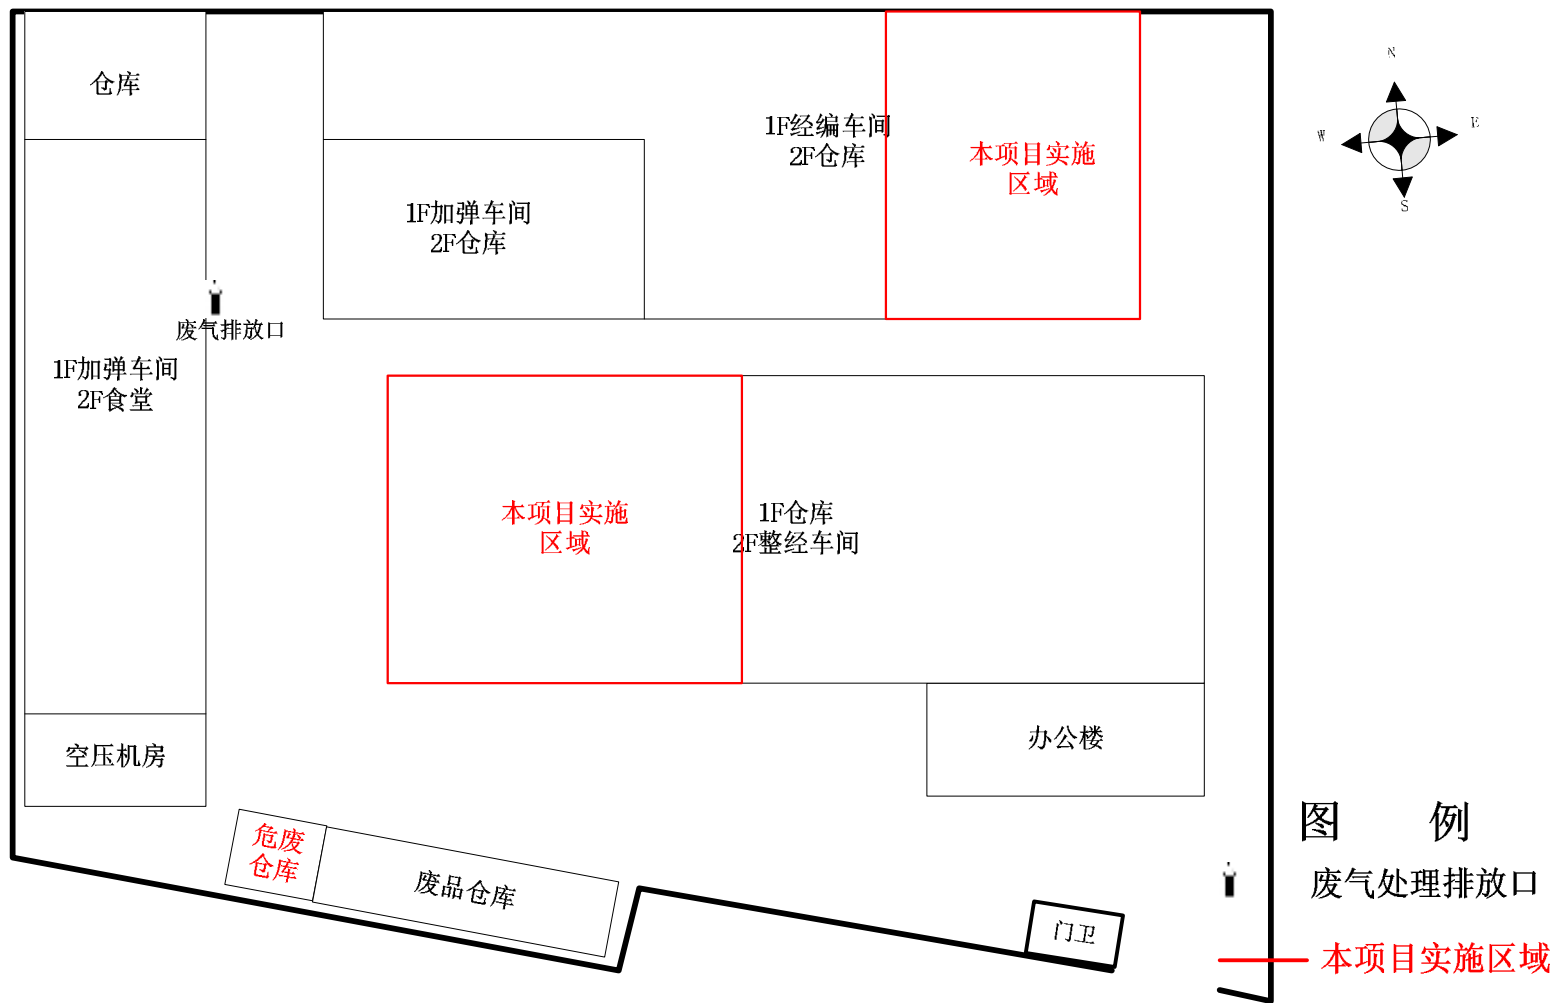 仓库
1F经编车间
2F仓库
本项目实施
区域
N
W
E
S
1F加弹车间
2F仓库
废气排放口
1F加弹车间
2F食堂
本项目实施
区域
1F仓库
2F整经车间
空压机房
办公楼
危废
仓库
废品仓库
门卫
图 例
废气处理排放口
本项目实施区域